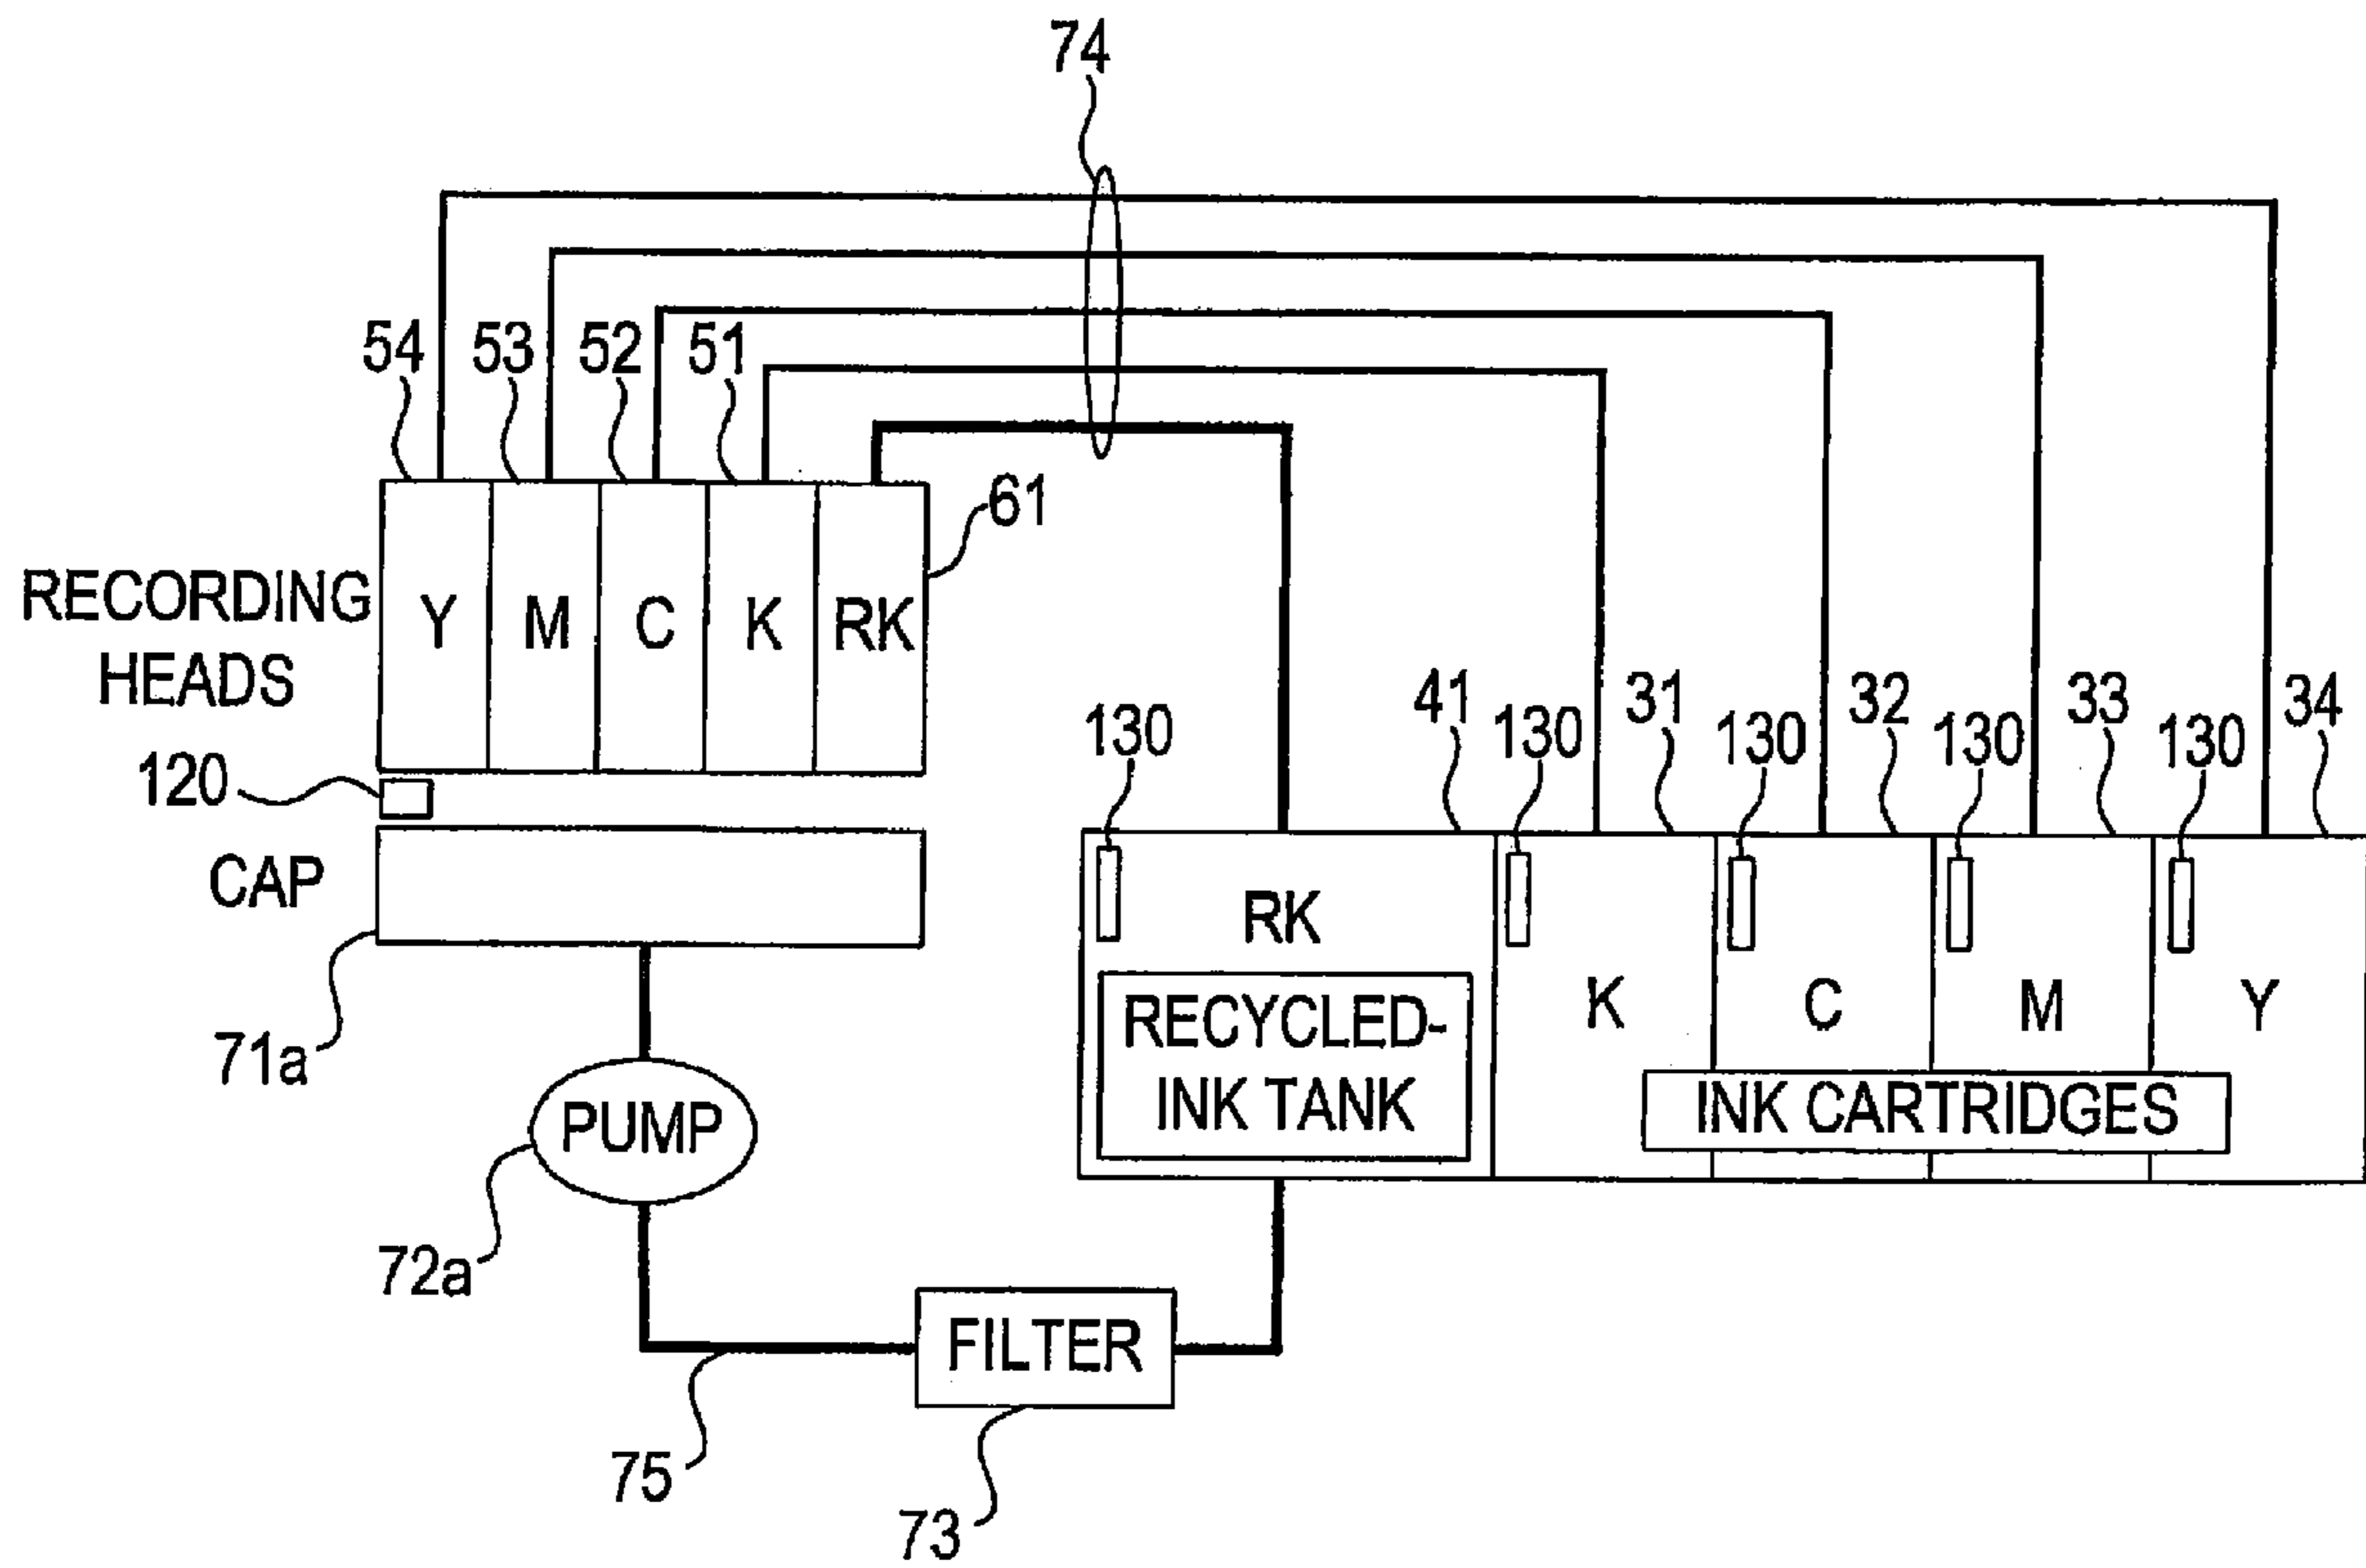 74
54
53
52
51
61
RECORDING
HEADS
Y
M
C
K
RK
120
CAP
71a
PUMP
72a
75
FILTER
73
130
41
130
31
130
32
130
33
130
34
RK
RECYCLED-
INK TANK
K
C
M
Y
INK CARTRIDGES